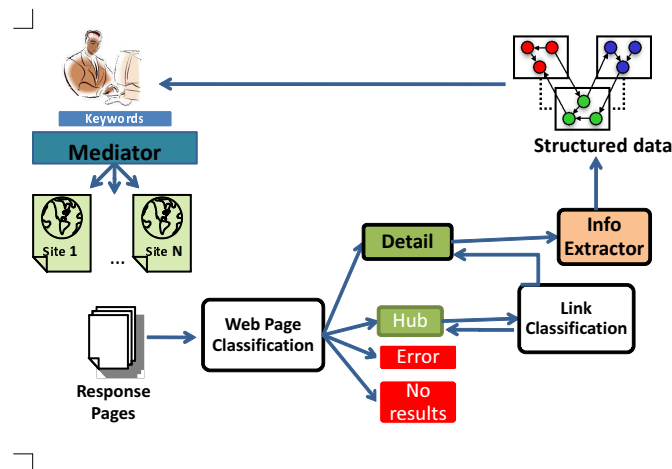 Keywords
Mediator
Site 1
...
Site N
Structured data
Detail
Info
Extractor
Web Page
Classification
Hub
Link
Classification
Error
No
results
Response
Pages